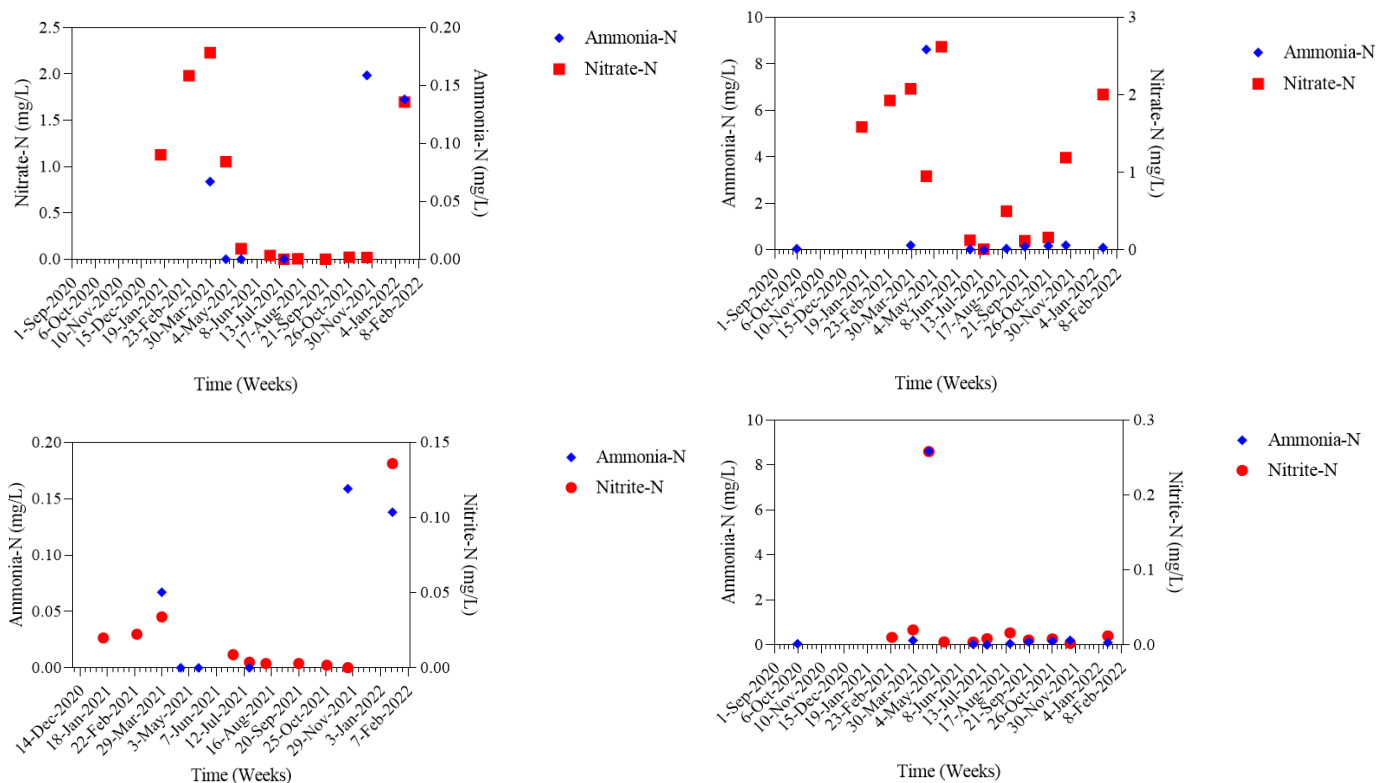 2.5
2.0
1.5
1.0
0.5
0.0
Nitrate-N (mg/L)
0.20
0.15
0.10
0.05
0.00
Ammonia-N (mg/L)
1-Sep-2020
6-Oct-2020
10-Nov-2020
15-Dec-2020
19-Jan-2021
23-Feb-2021
30-Mar-2021
4-May-2021
8-Jun-2021
13-Jul-2021
17-Aug-2021
21-Sep-2021
26-Oct-2021
30-Nov-2021
4-Jan-2022
8-Feb-2022
Time (Weeks)
Ammonia-N
Nitrate-N
10
8
6
4
2
0
Ammonia-N (mg/L)
3
2
1
0
Nitrate-N (mg/L)
1-Sep-2020
6-Oct-2020
10-Nov-2020
15-Dec-2020
19-Jan-2021
23-Feb-2021
30-Mar-2021
4-May-2021
8-Jun-2021
13-Jul-2021
17-Aug-2021
21-Sep-2021
26-Oct-2021
30-Nov-2021
4-Jan-2022
8-Feb-2022
Time (Weeks)
Ammonia-N
Nitrate-N
0.20
0.15
0.10
0.05
0.00
Ammonia-N (mg/L)
0.15
0.10
0.05
0.00
Nitrite-N (mg/L)
14-Dec-2020
18-Jan-2021
22-Feb-2021
29-Mar-2021
3-May-2021
7-Jun-2021
12-Jul-2021
16-Aug-2021
20-Sep-2021
25-Oct-2021
29-Nov-2021
3-Jan-2022
7-Feb-2022
Time (Weeks)
Ammonia-N
Nitrite-N
10
8
6
4
2
0
Ammonia-N (mg/L)
0.3
0.2
0.1
0.0
Nitrite-N (mg/L)
1-Sep-2020
6-Oct-2020
10-Nov-2020
15-Dec-2020
19-Jan-2021
23-Feb-2021
30-Mar-2021
4-May-2021
8-Jun-2021
13-Jul-2021
17-Aug-2021
21-Sep-2021
26-Oct-2021
30-Nov-2021
4-Jan-2022
8-Feb-2022
Time (Weeks)
Ammonia-N
Nitrite-N